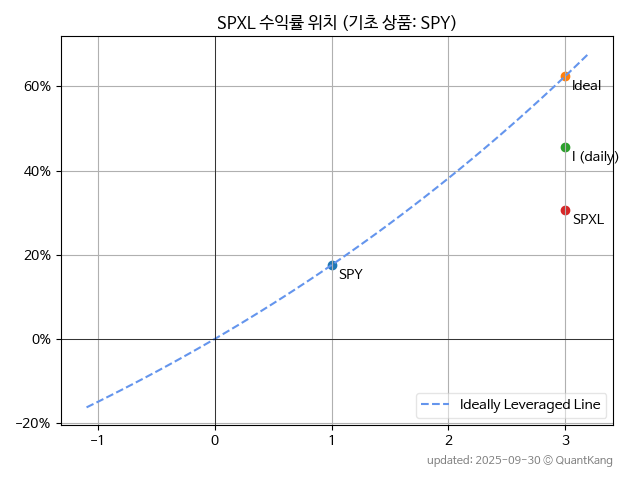 SPXL 수익률 위치 (기초 상품: SPY)
60%
40%
20%
0%
−20%
Ideal
I (daily)
SPXL
SPY
Ideally Leveraged Line
−1
0
1
2
3
updated: 2025-09-30 © QuantKang